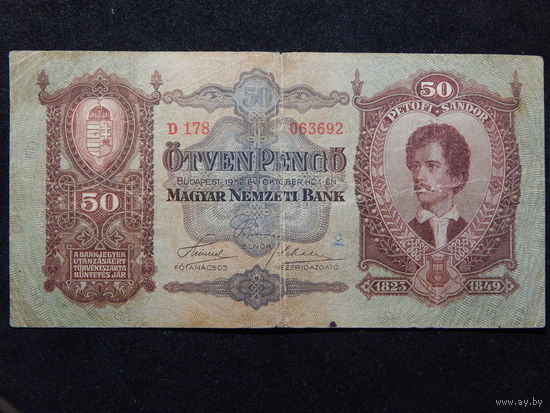 50
50
PETŐFI SÁNDOR
D 178 063692
ÖTVEN PENGŐ
BUDAPEST, 1932. ÉVI OKTÓBER HÓ 1-ÉN
MAGYAR NEMZETI BANK
50
ELNÖK
FŐTANÁCSOS VEZÉRIGAZGATÓ
A BANKJEGYEK
UTÁNZÁSÁÉRT
TÖRVÉNYSZABTA
BÜNTETÉS JÁR
1823 1849
www.ay.by